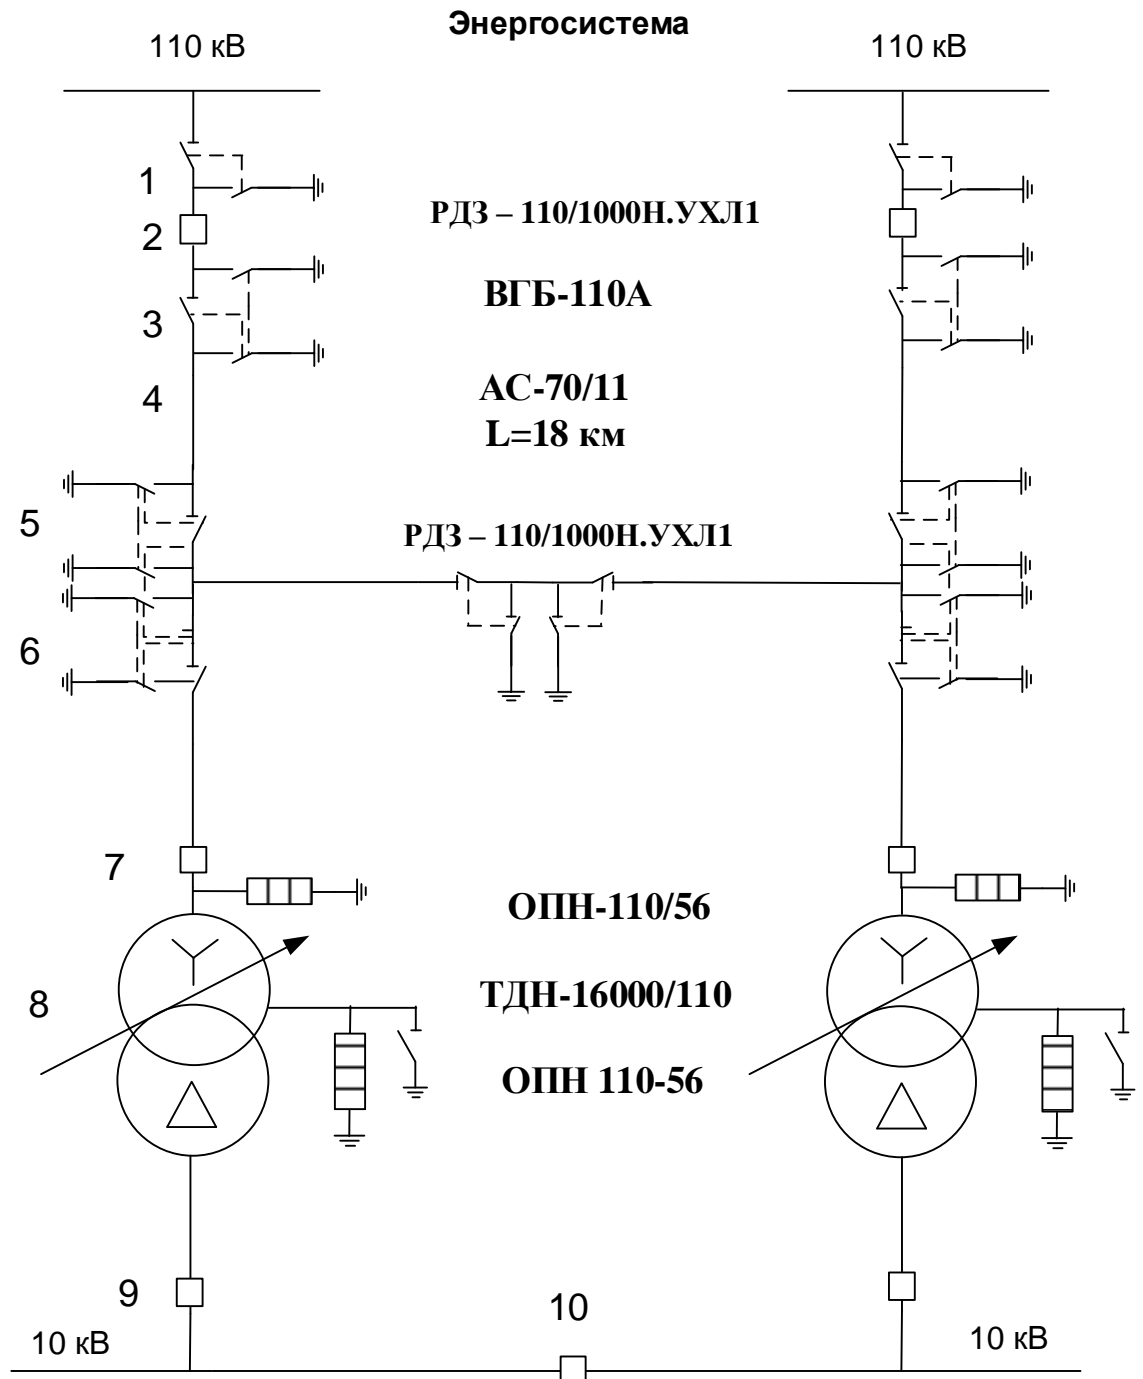 Энергосистема
110 кВ
110 кВ
1
РДЗ – 110/1000Н.УХЛ1
2
ВГБ-110А
3
АС-70/11
4
L=18 км
5
РДЗ – 110/1000Н.УХЛ1
6
7
ОПН-110/56
8
ТДН-16000/110
ОПН 110-56
9
10
10 кВ
10 кВ